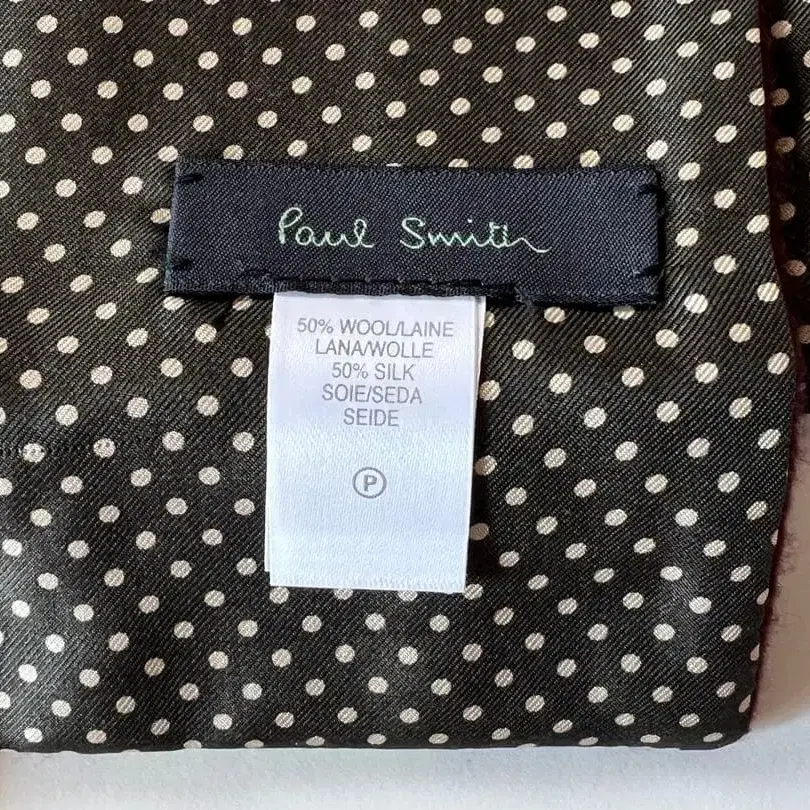 Paul Smith
50% WOOL/LAINE
LANA/WOLLE
50% SILK
SOIE/SEDA
SEIDE
P